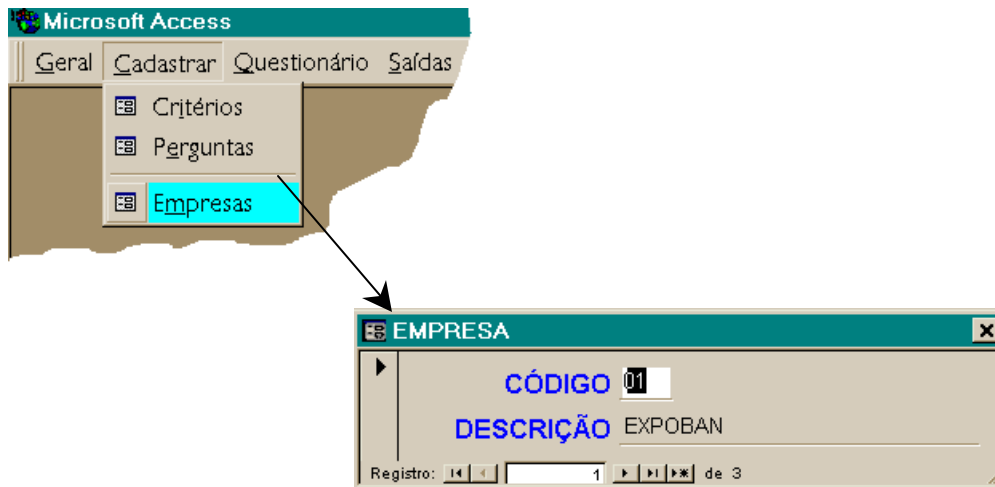 Microsoft Access
Geral Cadastrar Questionário Saídas
Critérios
Perguntas
Empresas
EMPRESA
CÓDIGO 01
DESCRIÇÃO EXPOBAN
Registro: 1 de 3